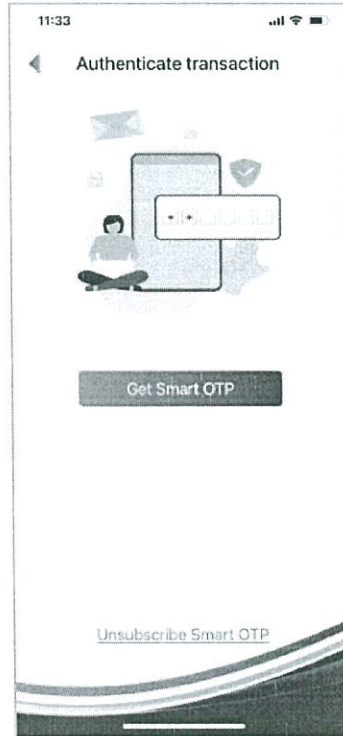 11:33
Authenticate transaction
* *
Get Smart OTP
Unsubscribe Smart OTP